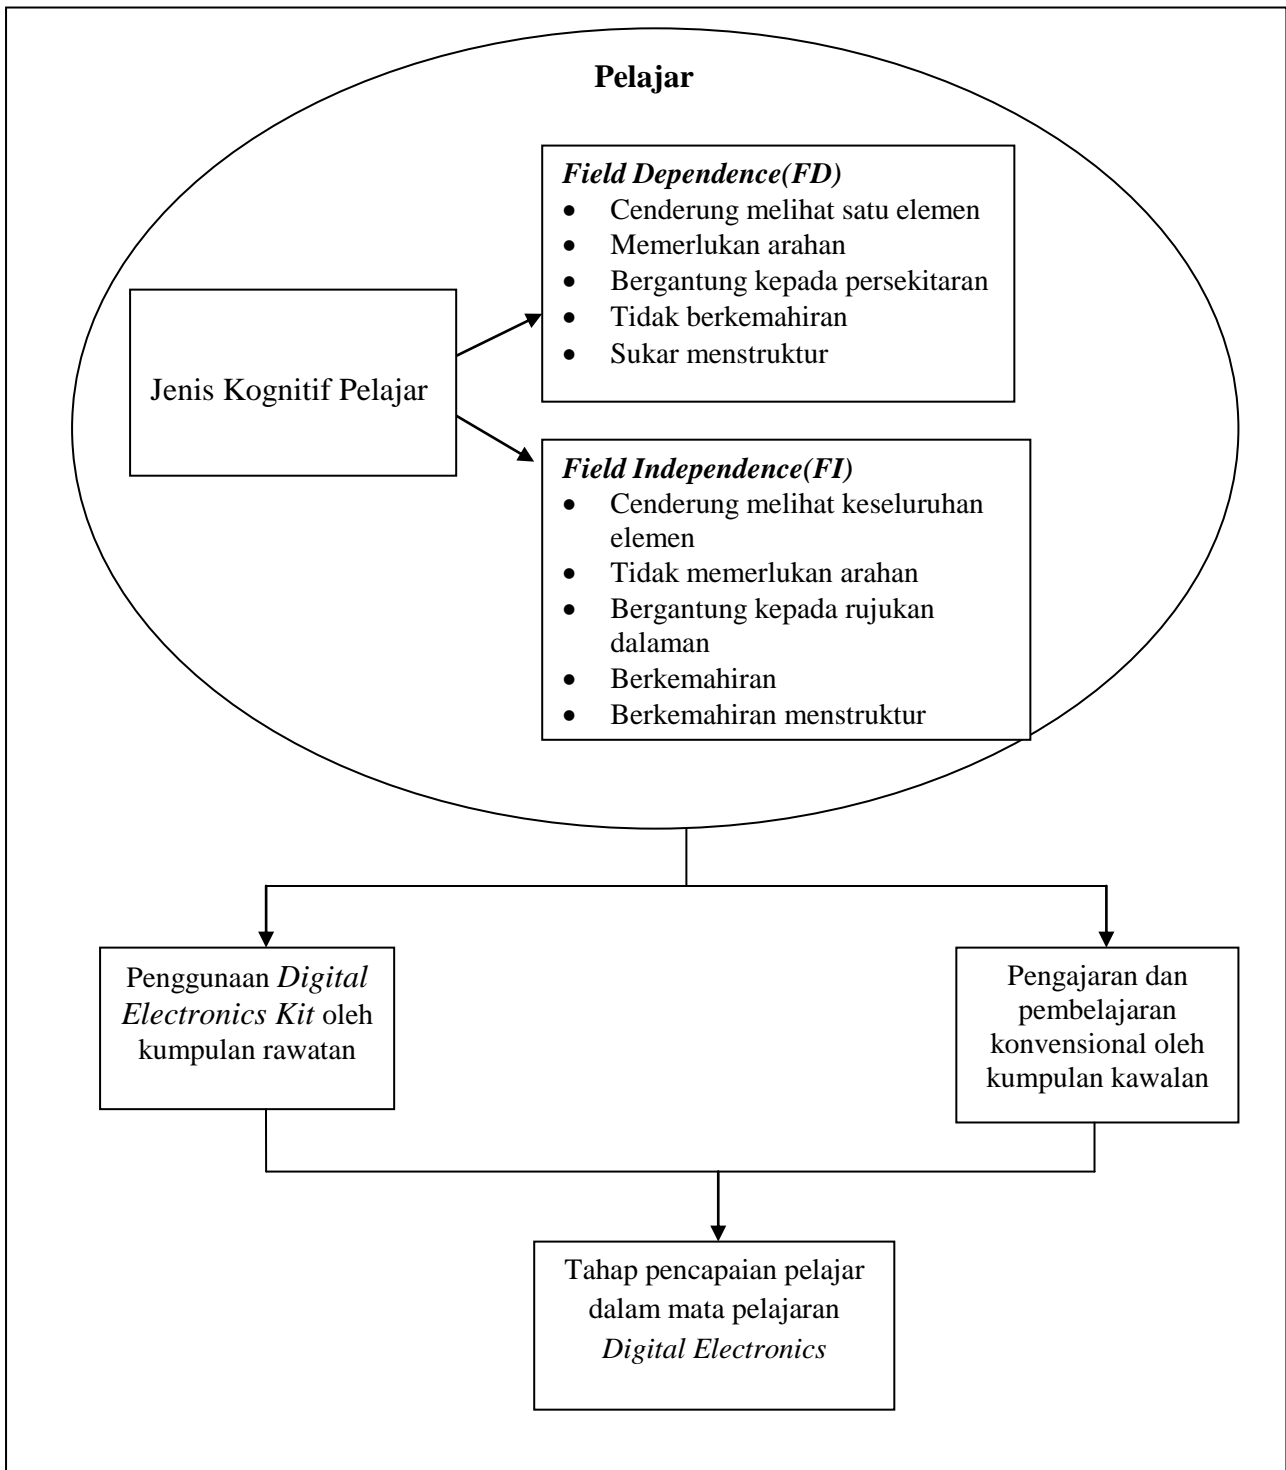 Pelajar
Field Dependence(FD)
• Cenderung melihat satu elemen
• Memerlukan arahan
• Bergantung kepada persekitaran
• Tidak berkemahiran
• Sukar menstruktur
Jenis Kognitif Pelajar
Field Independence(FI)
• Cenderung melihat keseluruhan
elemen
• Tidak memerlukan arahan
• Bergantung kepada rujukan
dalaman
• Berkemahiran
• Berkemahiran menstruktur
Penggunaan Digital
Electronics Kit oleh
kumpulan rawatan
Pengajaran dan
pembelajaran
konvensional oleh
kumpulan kawalan
Tahap pencapaian pelajar
dalam mata pelajaran
Digital Electronics